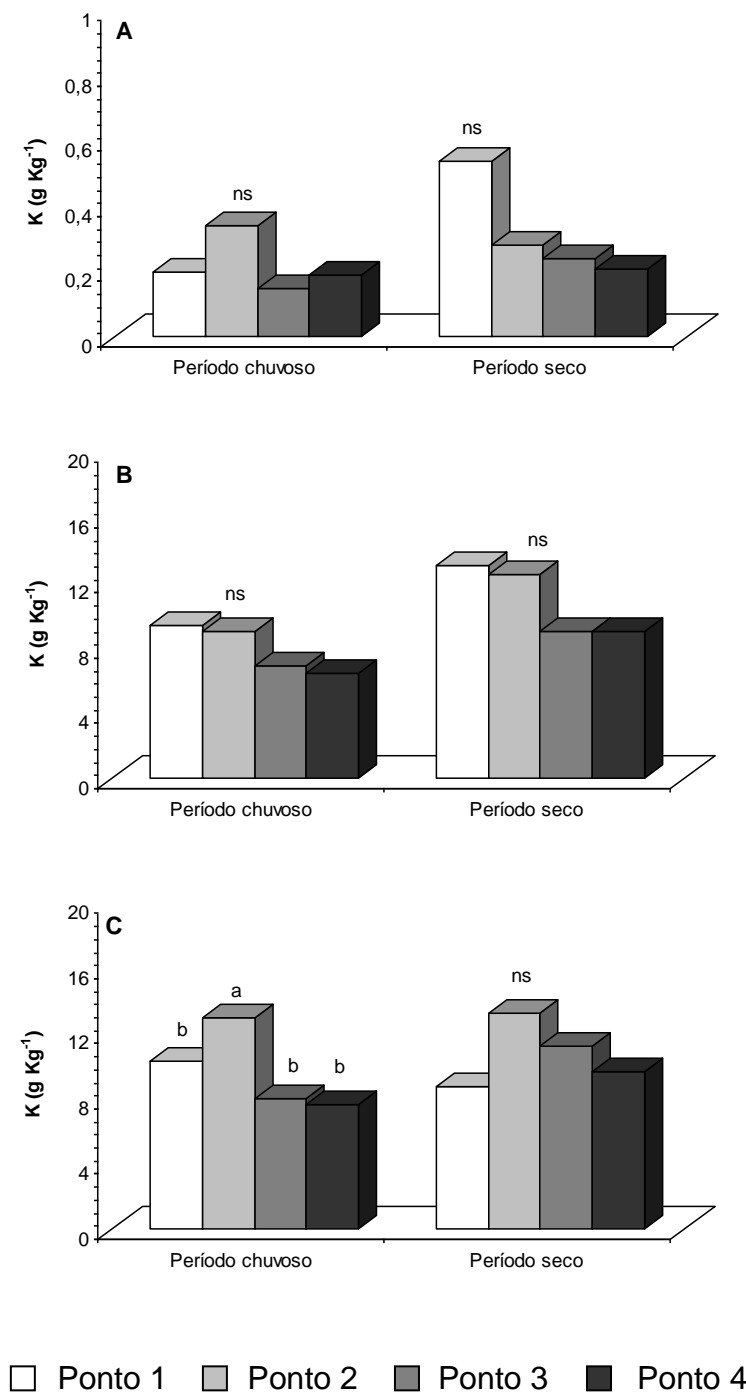 A
1
0,8
0,6
0,4
0,2
0
K (g Kg⁻¹)
ns
ns
Período chuvoso Período seco
B
20
16
12
8
4
0
K (g Kg⁻¹)
ns
ns
Período chuvoso Período seco
C
20
16
12
8
4
0
K (g Kg⁻¹)
b
a
b
b
ns
Período chuvoso Período seco
Ponto 1 Ponto 2 Ponto 3 Ponto 4